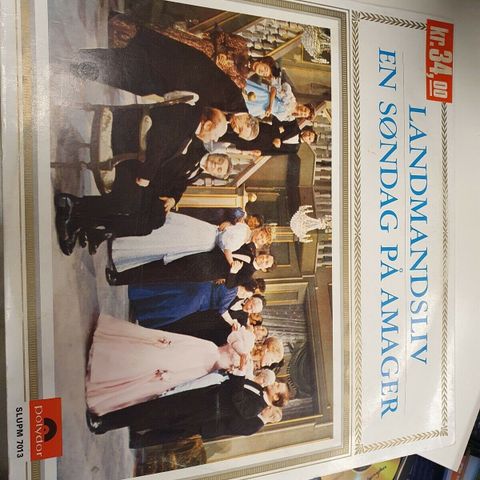 kr. 34,00
LANDMANDSLIV
EN SØNDAG PÅ AMAGER
polydor
SLUPM 7013